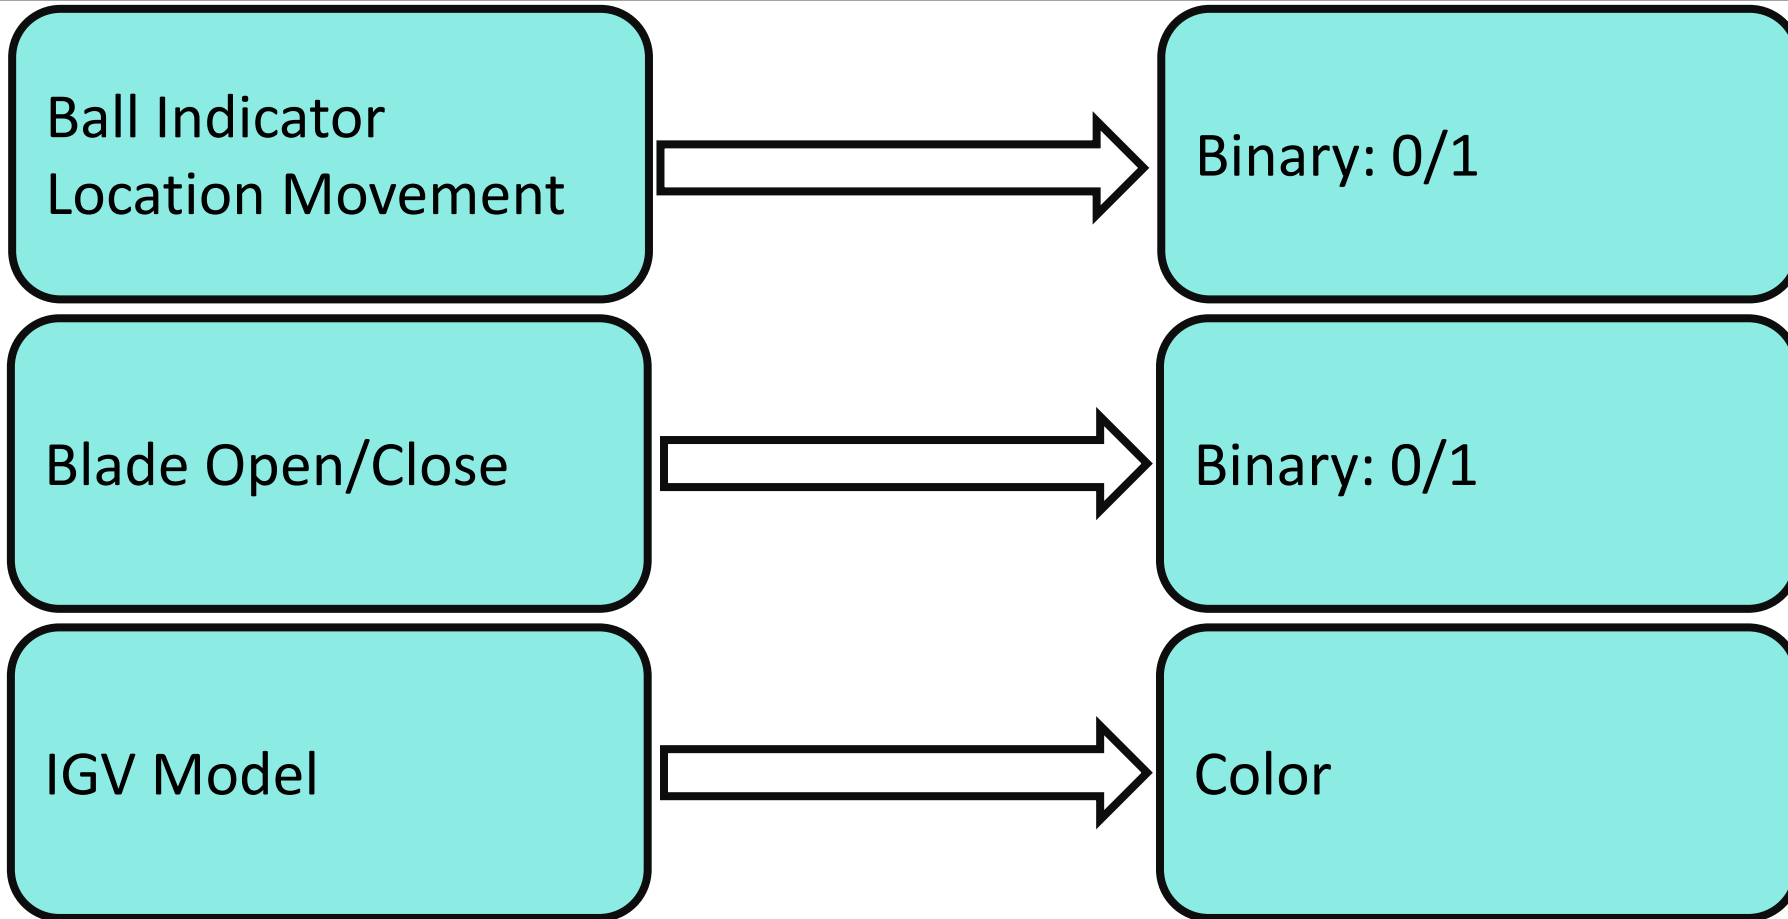 Ball Indicator
Location Movement
Binary: 0/1
Blade Open/Close
Binary: 0/1
IGV Model
Color